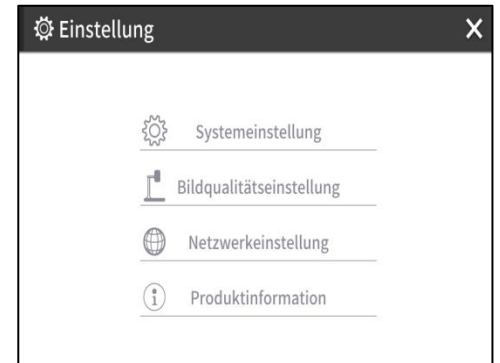 Einstellung
Systemeinstellung
Bildqualitätseinstellung
Netzwerkeinstellung
Produktinformation